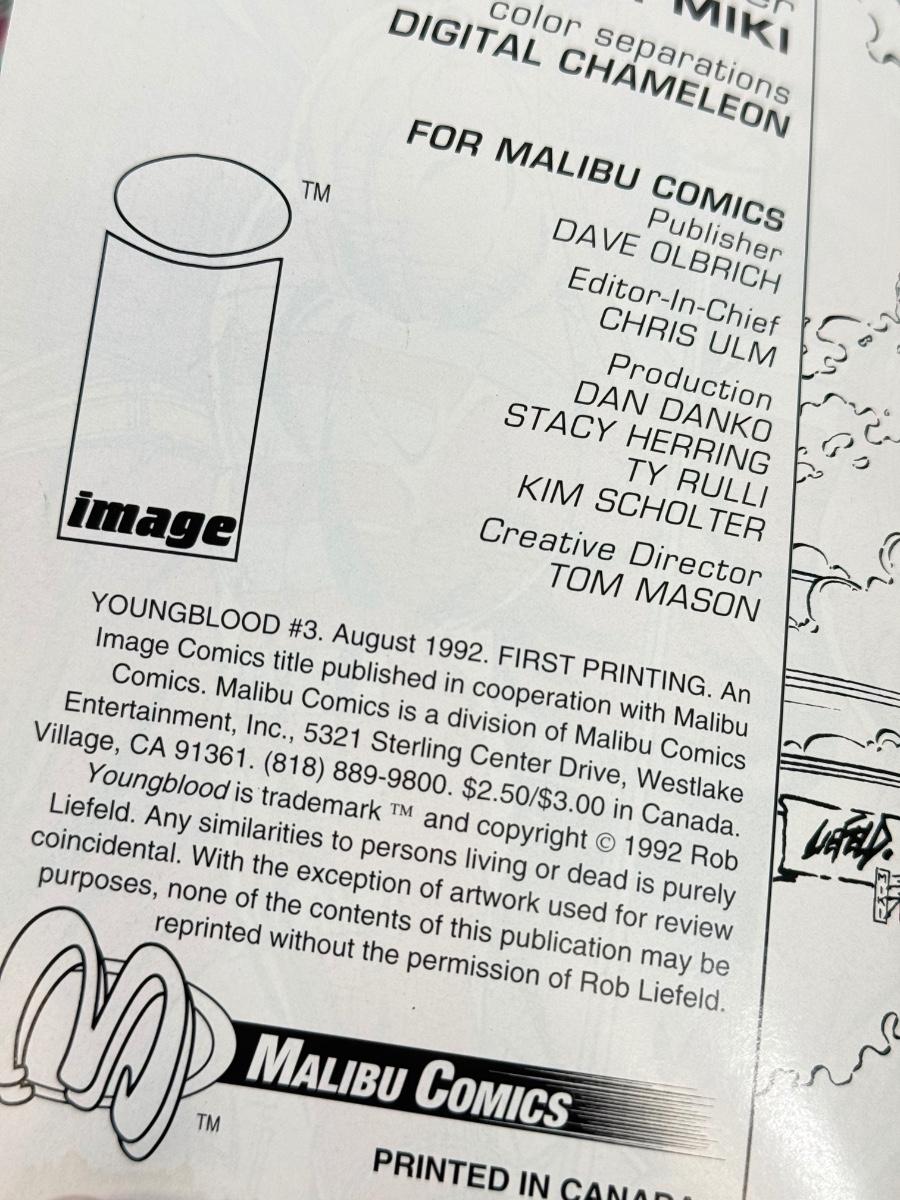 MIKI
color separations
DIGITAL CHAMELEON
FOR MALIBU COMICS
Publisher
DAVE OLBRICH
Editor-In-Chief
CHRIS ULM
Production
DAN DANKO
STACY HERRING
TY RULLI
KIM SCHOLTER
Creative Director
TOM MASON
TM
image
YOUNGBLOOD #3. August 1992. FIRST PRINTING. An
Image Comics title published in cooperation with Malibu
Comics. Malibu Comics is a division of Malibu Comics
Entertainment, Inc., 5321 Sterling Center Drive, Westlake
Village, CA 91361. (818) 889-9800. $2.50/$3.00 in Canada.
Youngblood is trademark ™ and copyright © 1992 Rob
Liefeld. Any similarities to persons living or dead is purely
coincidental. With the exception of artwork used for review
purposes, none of the contents of this publication may be
reprinted without the permission of Rob Liefeld.
MALIBU COMICS
TM
PRINTED IN CANADA
LIEFELD.
MIKI